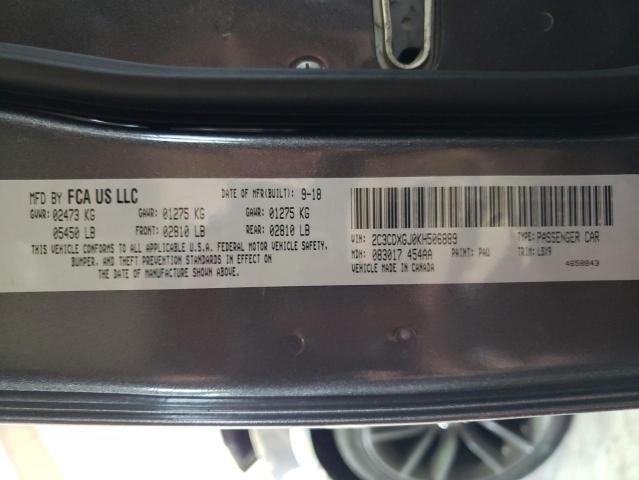 MFD BY FCA US LLC DATE OF MFR(BUILT): 9-18
GVWR: 02473 KG GAWR: 01275 KG GAWR: 01275 KG
05450 LB FRONT: 02810 LB REAR: 02810 LB
THIS VEHICLE CONFORMS TO ALL APPLICABLE U.S.A. FEDERAL MOTOR VEHICLE SAFETY,
BUMPER, AND THEFT PREVENTION STANDARDS IN EFFECT ON
THE DATE OF MANUFACTURE SHOWN ABOVE.
VIN: 2C3CDXGJ0KH506889 TYPE: PASSENGER CAR
MDH: 083017 454AA PAINT: PAU TRIM: LSX9
VEHICLE MADE IN CANADA 4658843